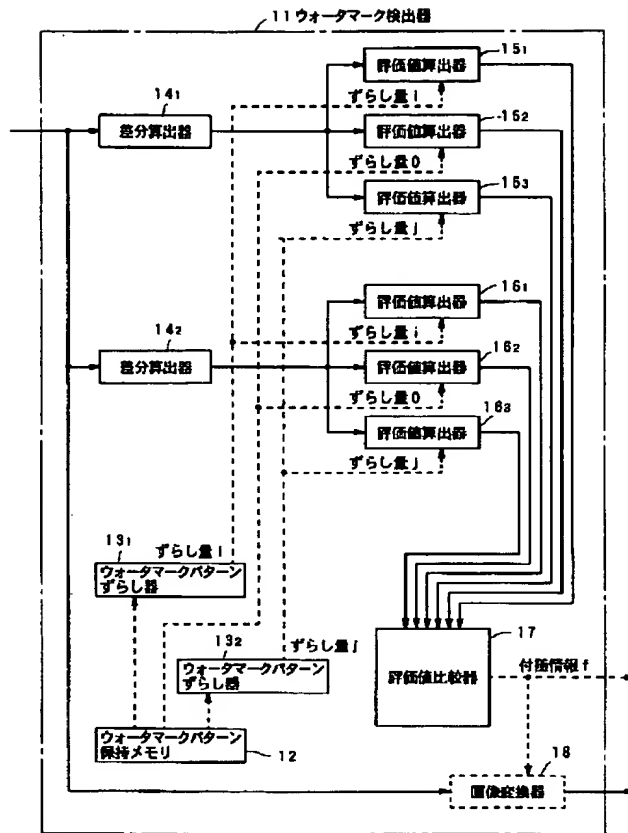 11 ウォータマーク検出器
15₁
評価値算出器
ずらし量 i
14₁
差分算出器
15₂
評価値算出器
ずらし量 0
15₃
評価値算出器
ずらし量 j
16₁
評価値算出器
ずらし量 i
14₂
差分算出器
16₂
評価値算出器
ずらし量 0
16₃
評価値算出器
ずらし量 j
13₁
ずらし量 i
ウォータマークパターン
ずらし器
13₂
ずらし量 j
ウォータマークパターン
ずらし器
17
評価値比較器
付随情報 f
ウォータマークパターン
保持メモリ
12
18
画像変換器